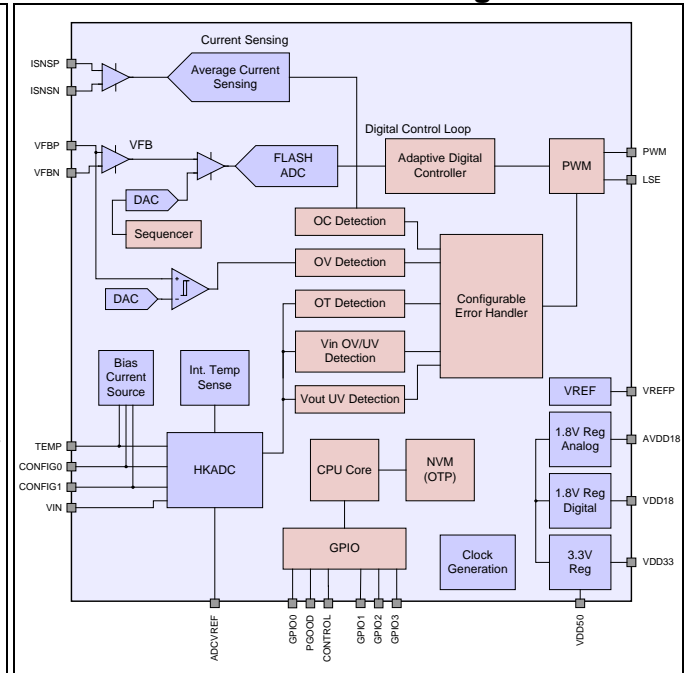 Current Sensing
ISNSP
ISNSN
Average Current
Sensing
Digital Control Loop
VFBP
VFBN
VFB
FLASH
ADC
Adaptive Digital
Controller
PWM
PWM
LSE
DAC
Sequencer
OC Detection
OV Detection
DAC
OT Detection
Configurable
Error Handler
Vin OV/UV
Detection
Vout UV Detection
Bias
Current
Source
Int. Temp
Sense
VREF
VREFP
TEMP
CONFIG0
CONFIG1
VIN
HKADC
CPU Core
NVM
(OTP)
1.8V Reg
Analog
AVDD18
1.8V Reg
Digital
VDD18
GPIO
Clock
Generation
3.3V
Reg
VDD33
ADCVREF
GPIO0
PGOOD
CONTROL
GPIO1
GPIO2
GPIO3
VDD50